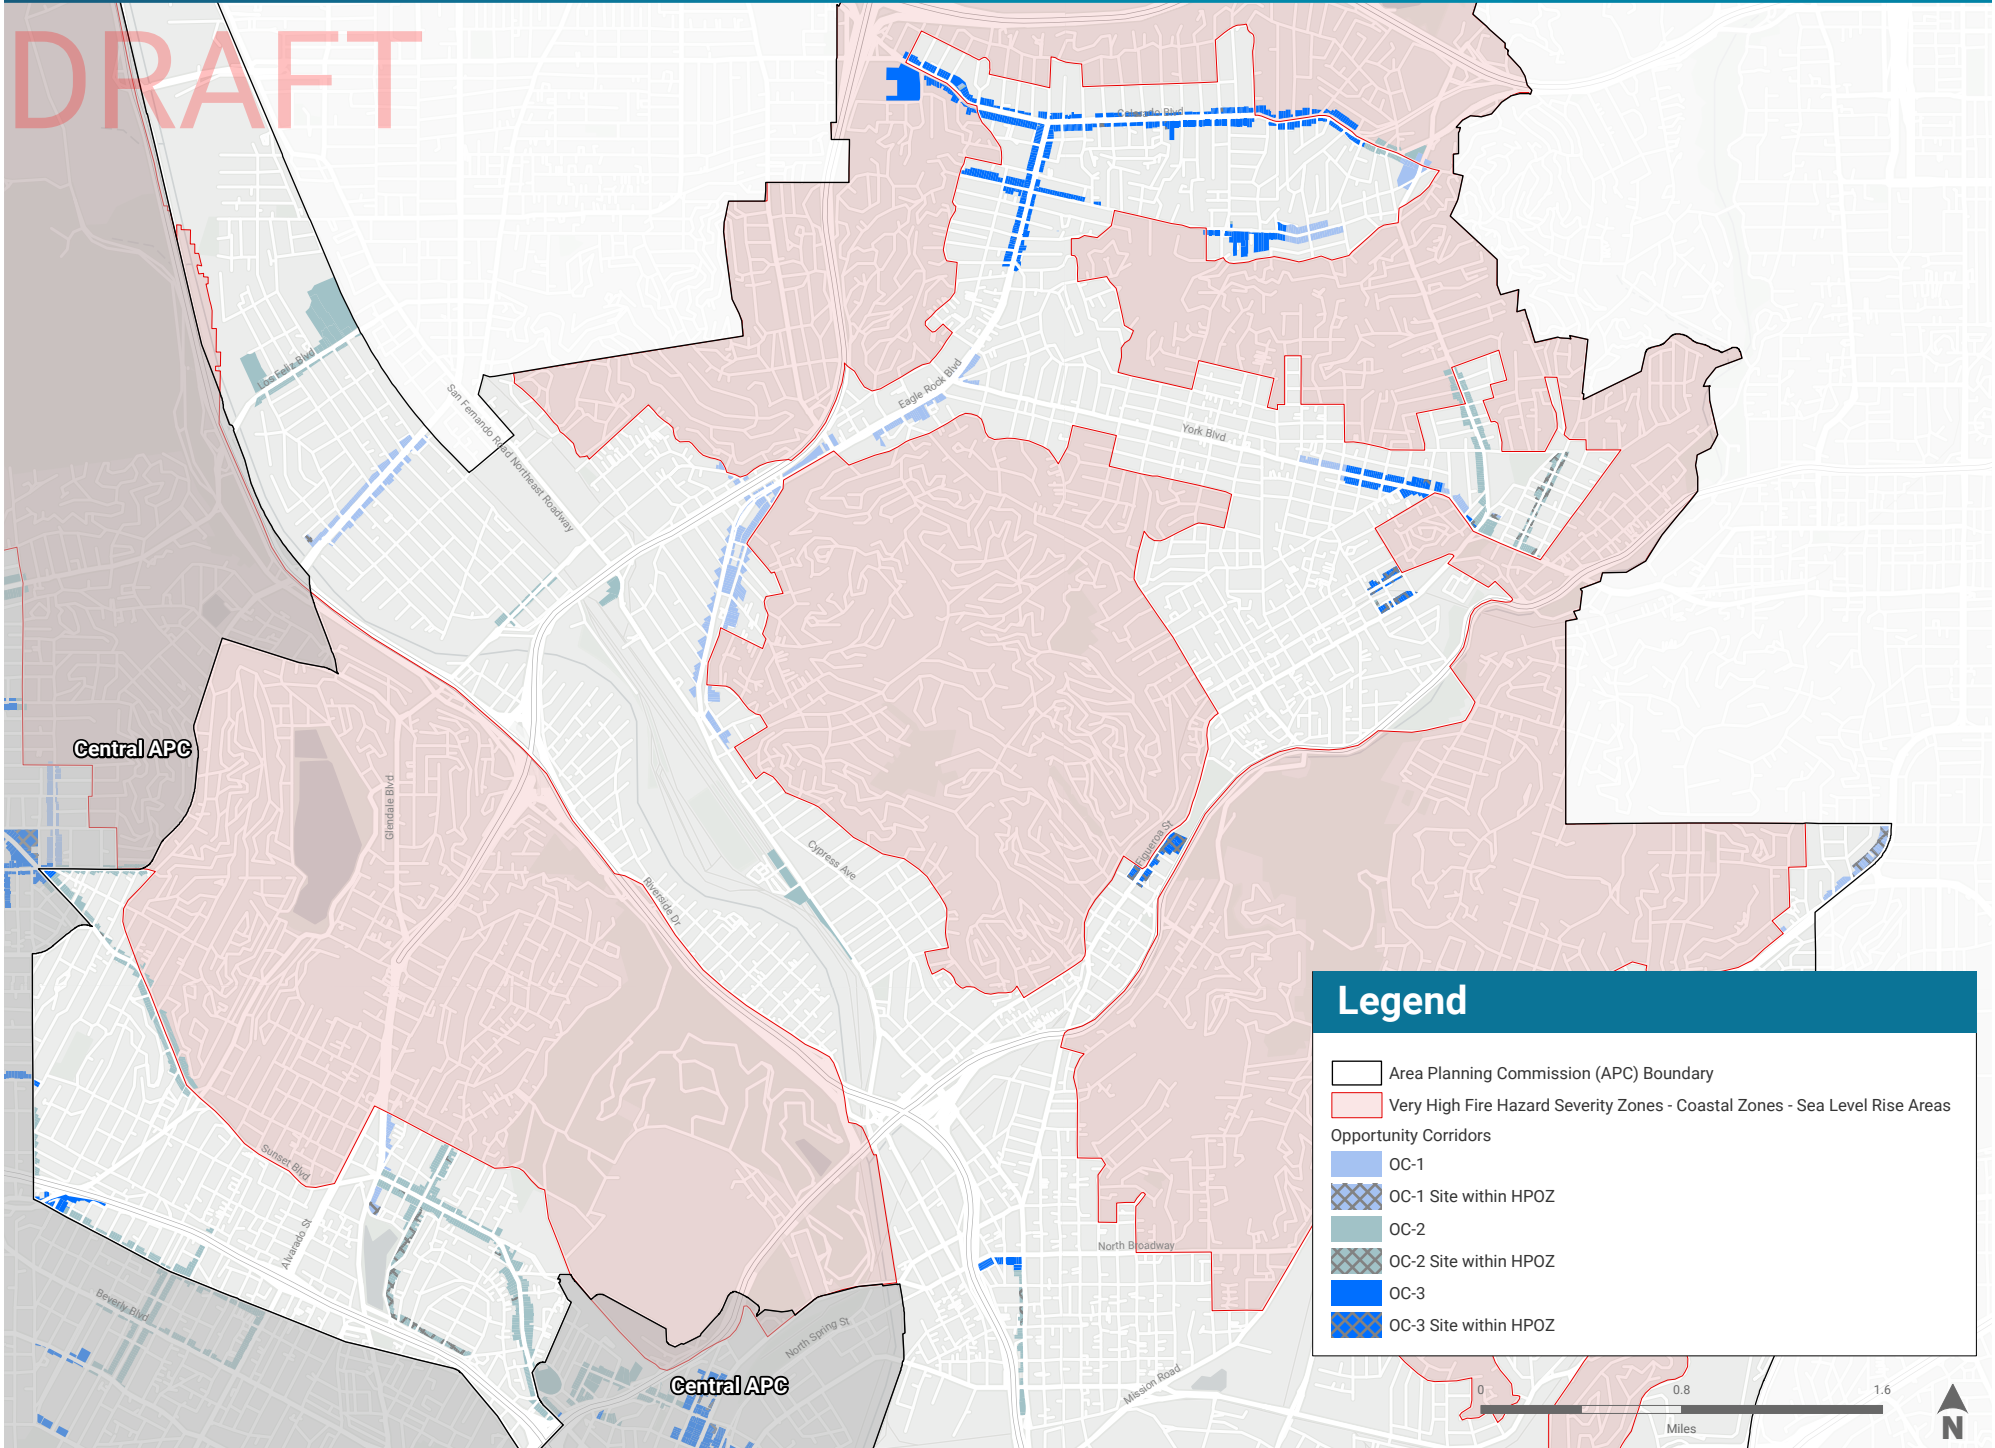 DRAFT
Colorado Blvd
Los Feliz Blvd
San Fernando Road Northeast Roadway
Eagle Rock Blvd
York Blvd
Central APC
Glendale Blvd
Cypress Ave
Figueroa St
Riverside Dr
Sunset Blvd
Alvarado St
Beverly Blvd
North Broadway
North Spring St
Central APC
Mission Road
Legend
Area Planning Commission (APC) Boundary
Very High Fire Hazard Severity Zones - Coastal Zones - Sea Level Rise Areas
Opportunity Corridors
OC-1
OC-1 Site within HPOZ
OC-2
OC-2 Site within HPOZ
OC-3
OC-3 Site within HPOZ
0 0.8 1.6
Miles
N